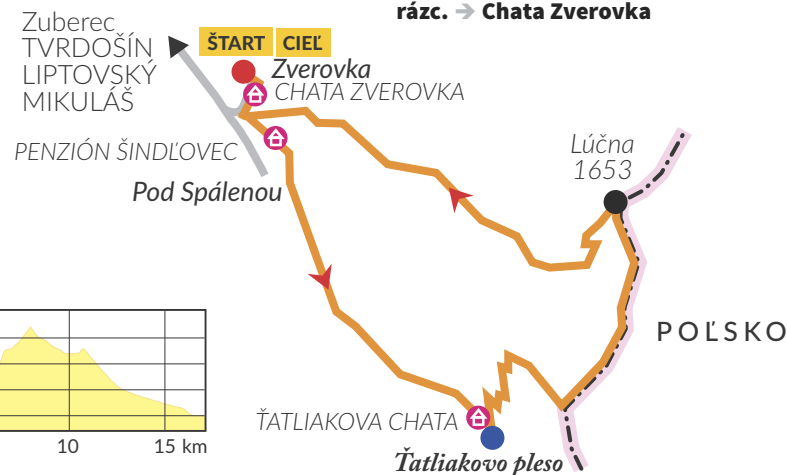 rázc. → Chata Zverovka
Zuberec
TVRDOŠÍN
LIPTOVSKÝ
MIKULÁŠ
ŠTART CIEĽ
Zverovka
CHATA ZVEROVKA
PENZIÓN ŠINDĽOVEC
Pod Spálenou
Lúčna
1653
POĽSKO
ŤATLIAKOVA CHATA
Ťatliakovo pleso
10 15 km